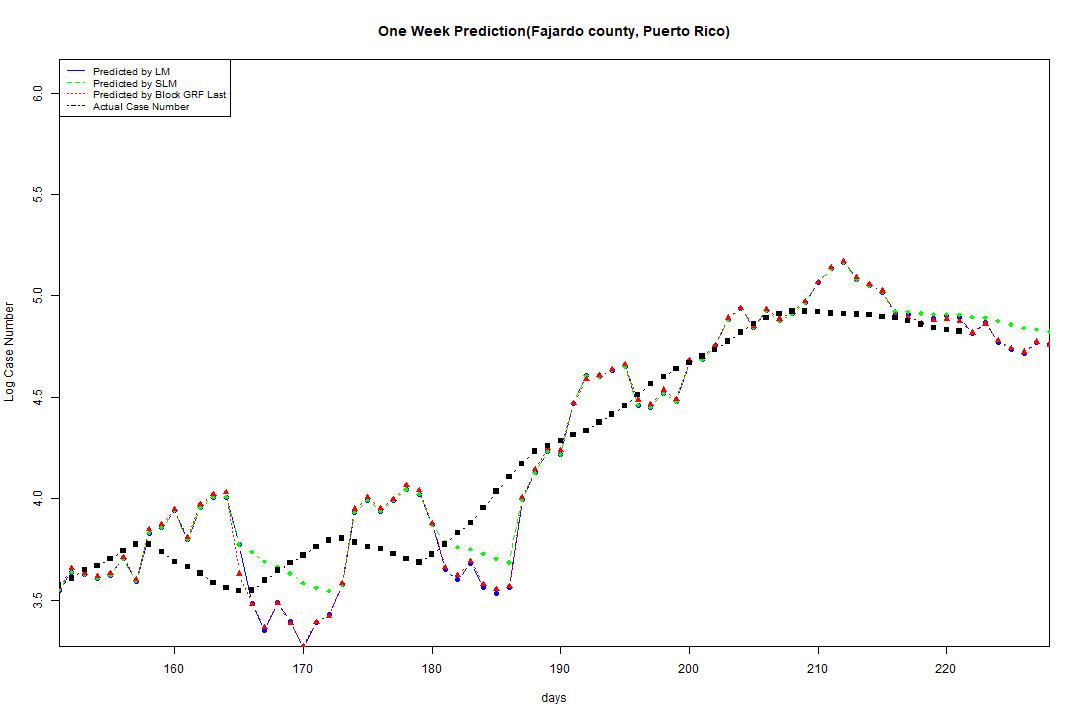 One Week Prediction(Fajardo county, Puerto Rico)
Predicted by LM
Predicted by SLM
Predicted by Block GRF Last
Actual Case Number
6.0
5.5
5.0
4.5
4.0
3.5
Log Case Number
160 170 180 190 200 210 220
days